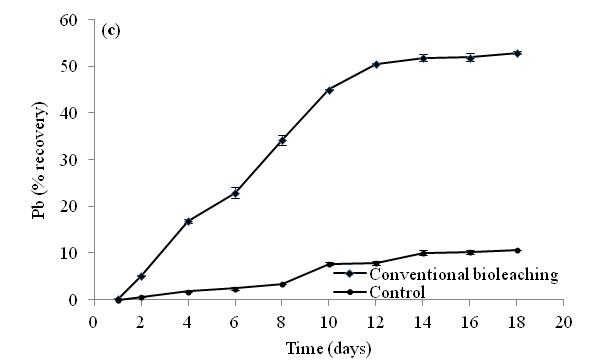 (c)
60
50
40
30
20
10
0
Pb (% recovery)
0 2 4 6 8 10 12 14 16 18 20
Time (days)
Conventional bioleaching
Control